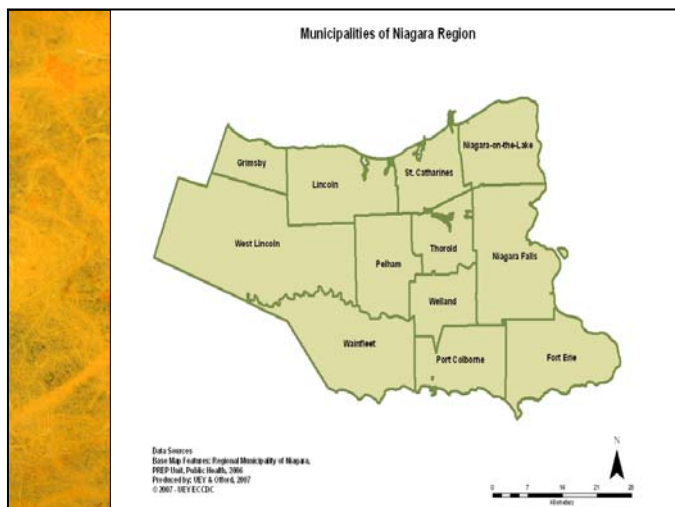 Municipalities of Niagara Region
Niagara-on-the-Lake
Grimsby
St. Catharines
Lincoln
West Lincoln
Thorold
Niagara Falls
Pelham
Welland
Wainfleet
Port Colborne
Fort Erie
Data Sources
Base Map Features: Regional Municipality of Niagara,
PREP Unit, Public Health, 2006
Produced by: UEY & Offord, 2007
© 2007 - UEY ECCDC
N
0 7 14 21 28
Kilometers